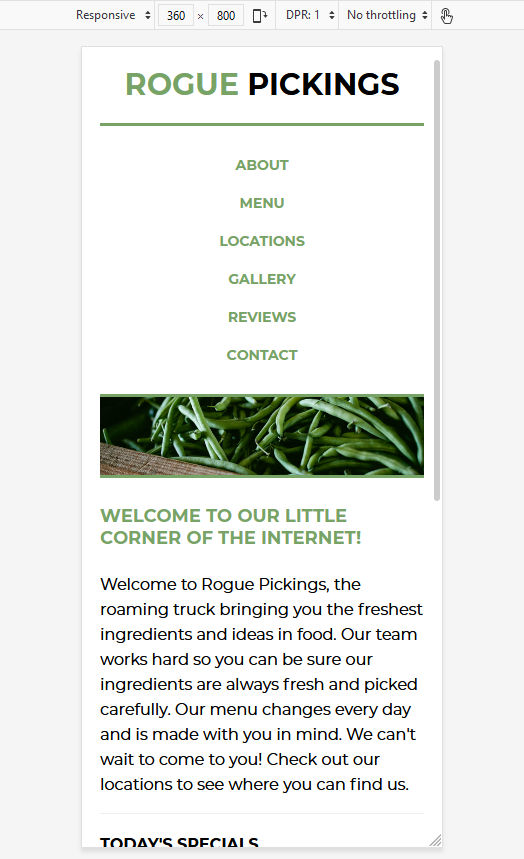 Responsive 360 × 800 DPR: 1 No throttling
ROGUE PICKINGS
ABOUT
MENU
LOCATIONS
GALLERY
REVIEWS
CONTACT
WELCOME TO OUR LITTLE
CORNER OF THE INTERNET!
Welcome to Rogue Pickings, the
roaming truck bringing you the freshest
ingredients and ideas in food. Our team
works hard so you can be sure our
ingredients are always fresh and picked
carefully. Our menu changes every day
and is made with you in mind. We can't
wait to come to you! Check out our
locations to see where you can find us.
TODAY'S SPECIALS